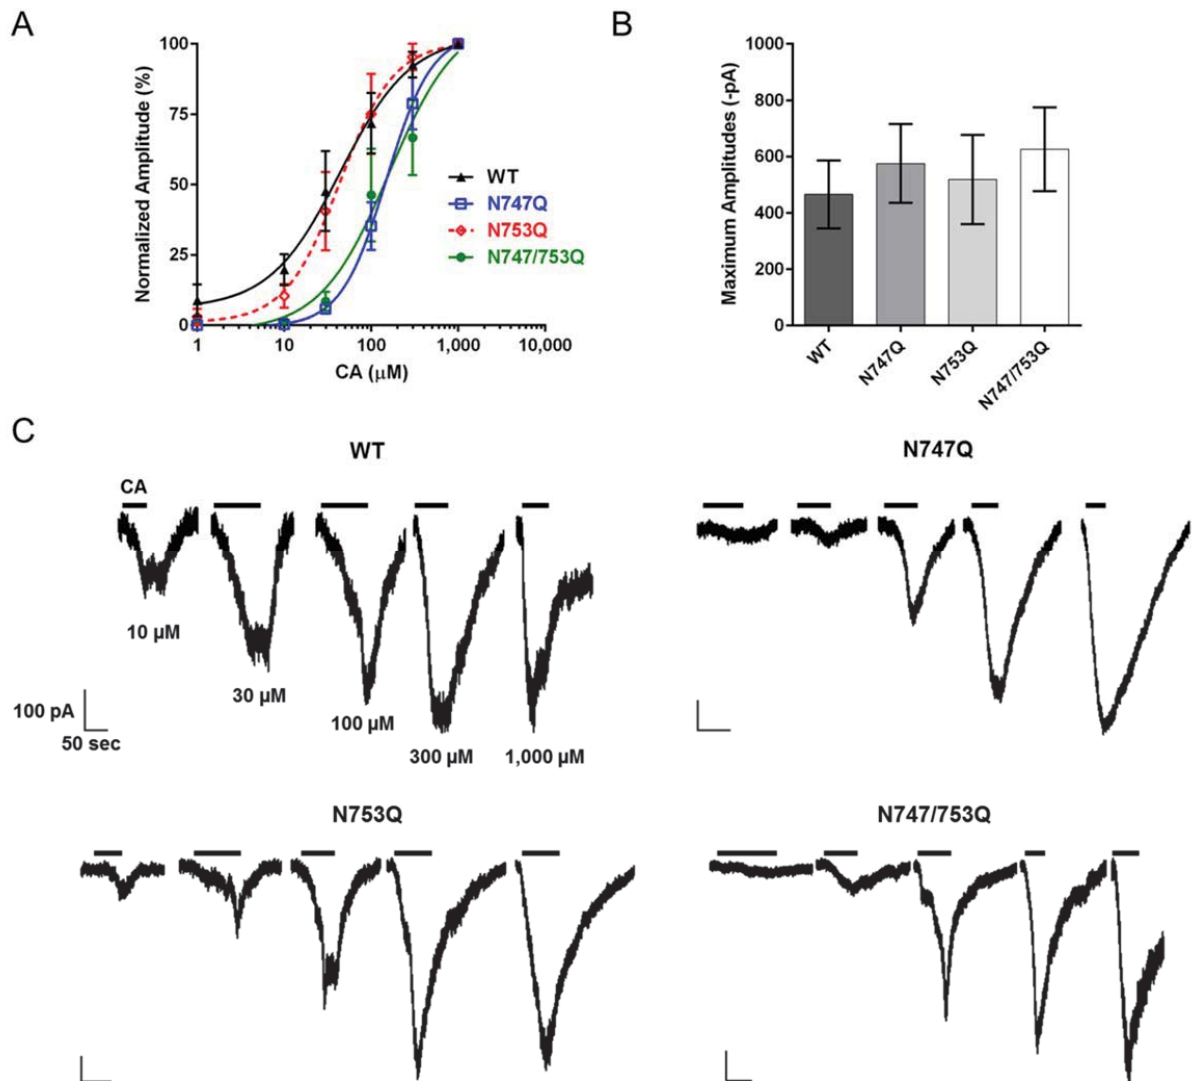 A
Normalized Amplitude (%)
100
75
50
25
0
1
10
100
1,000
10,000
CA (µM)
WT
N747Q
N753Q
N747/753Q
B
Maximum Amplitudes (-pA)
1000
800
600
400
200
0
WT
N747Q
N753Q
N747/753Q
C
WT
CA
10 µM
30 µM
100 µM
300 µM
1,000 µM
100 pA
50 sec
N747Q
N753Q
N747/753Q